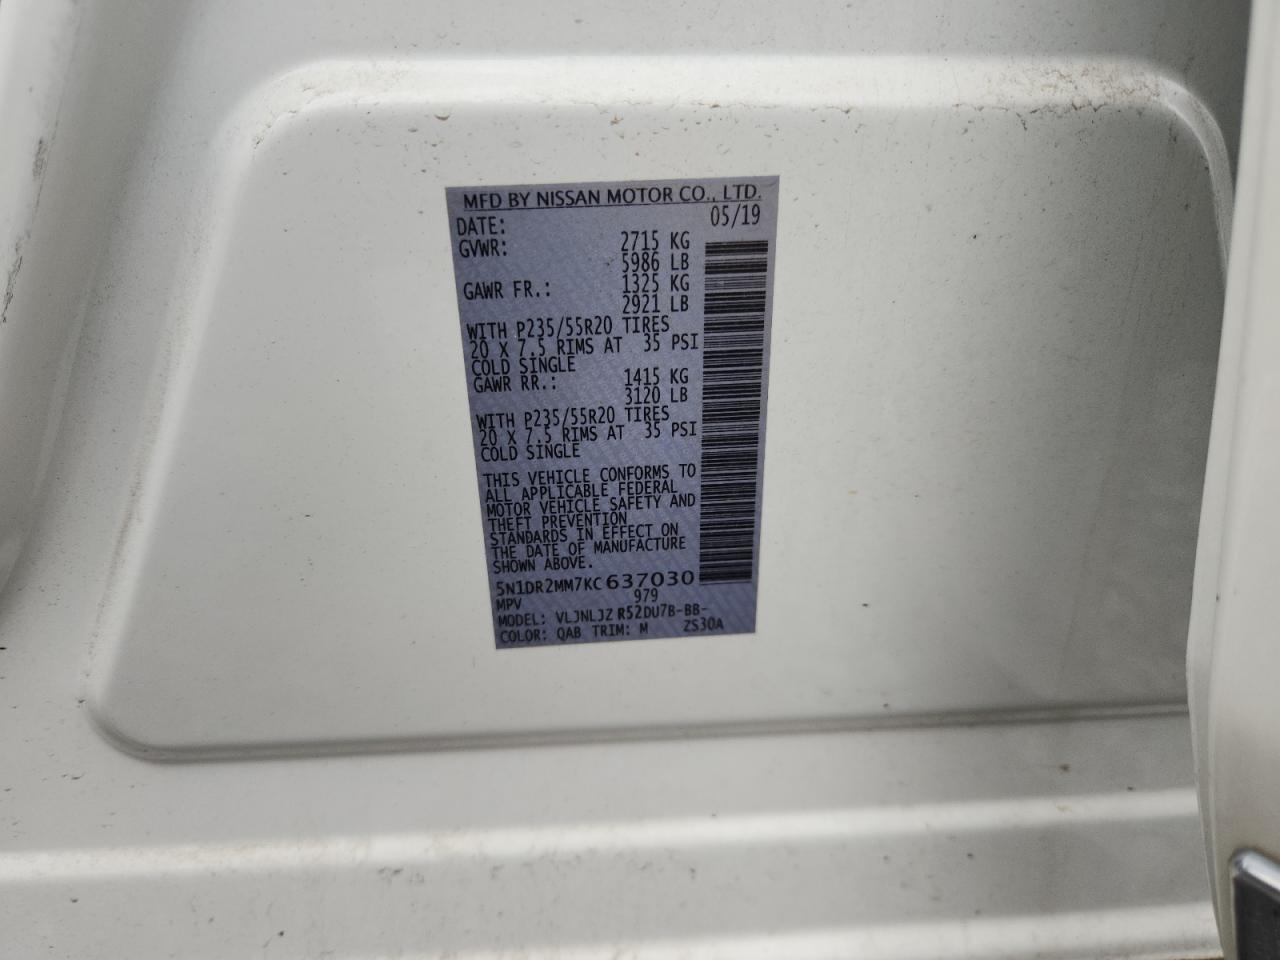 MFD BY NISSAN MOTOR CO., LTD.
DATE: 05/19
GVWR: 2715 KG
5986 LB
GAWR FR.: 1325 KG
2921 LB
WITH P235/55R20 TIRES
20 X 7.5 RIMS AT 35 PSI
COLD SINGLE
GAWR RR.: 1415 KG
3120 LB
WITH P235/55R20 TIRES
20 X 7.5 RIMS AT 35 PSI
COLD SINGLE
THIS VEHICLE CONFORMS TO
ALL APPLICABLE FEDERAL
MOTOR VEHICLE SAFETY AND
THEFT PREVENTION
STANDARDS IN EFFECT ON
THE DATE OF MANUFACTURE
SHOWN ABOVE.
5N1DR2MM7KC637030
MPV 979
MODEL: VLJNLJZ R52DU7B-BB-
COLOR: QAB TRIM: M ZS30A